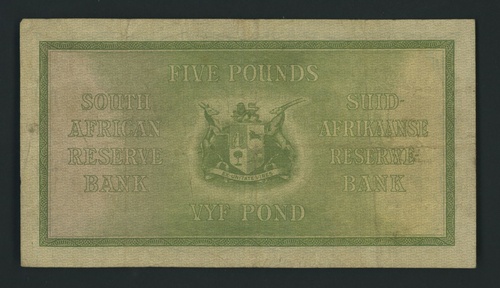 FIVE POUNDS
SOUTH
AFRICAN
RESERVE
BANK
SUID-
AFRIKAANSE
RESERWE-
BANK
VYF POND